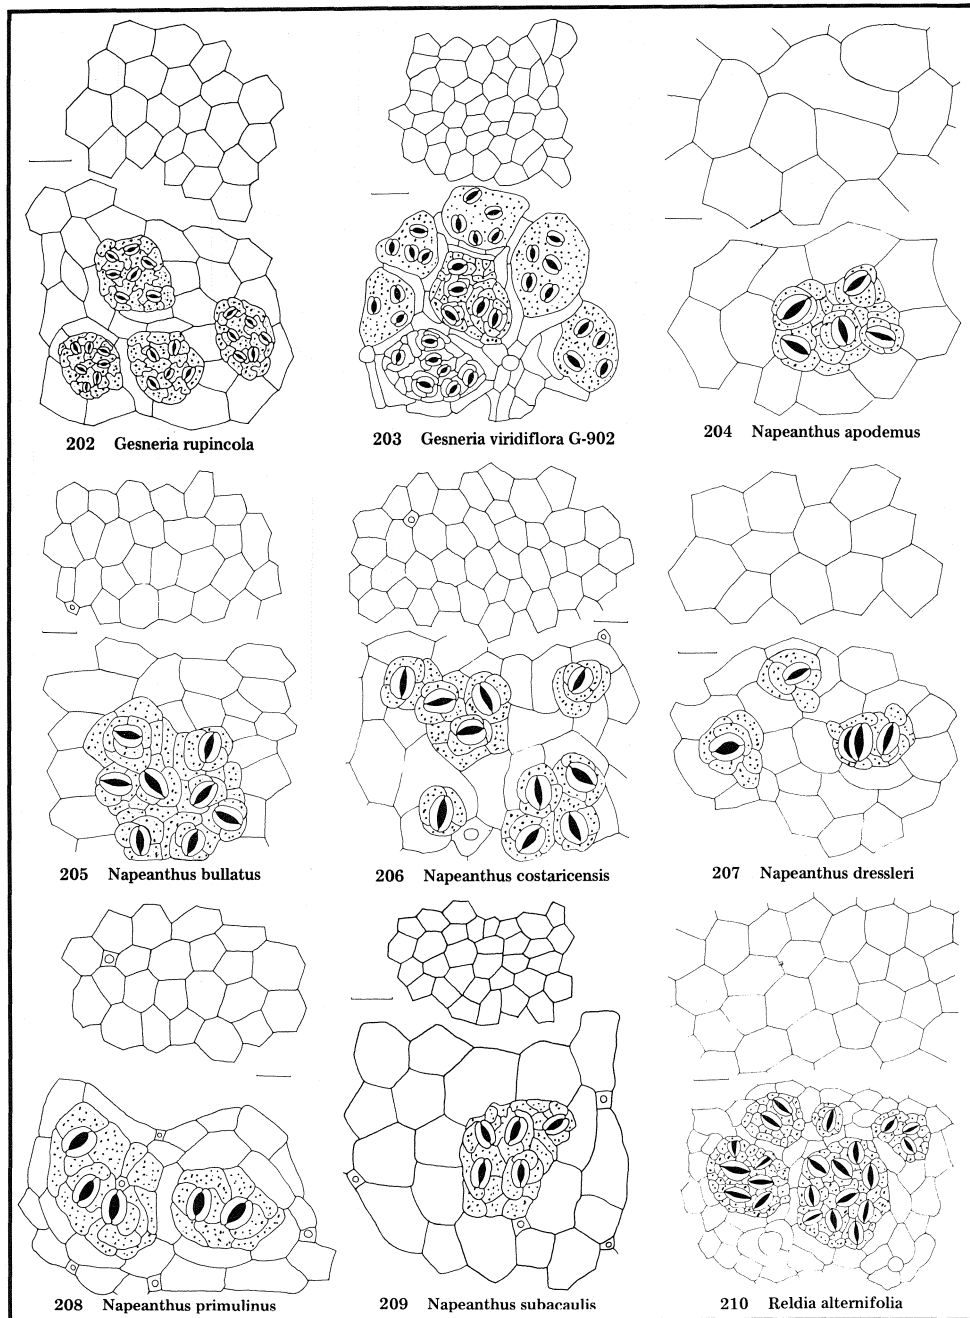 202 Gesneria rupincola
203 Gesneria viridiflora G-902
204 Napeanthus apodemus
205 Napeanthus bullatus
206 Napeanthus costaricensis
207 Napeanthus dressleri
208 Napeanthus primulinus
209 Napeanthus subacaulis
210 Reldia alternifolia